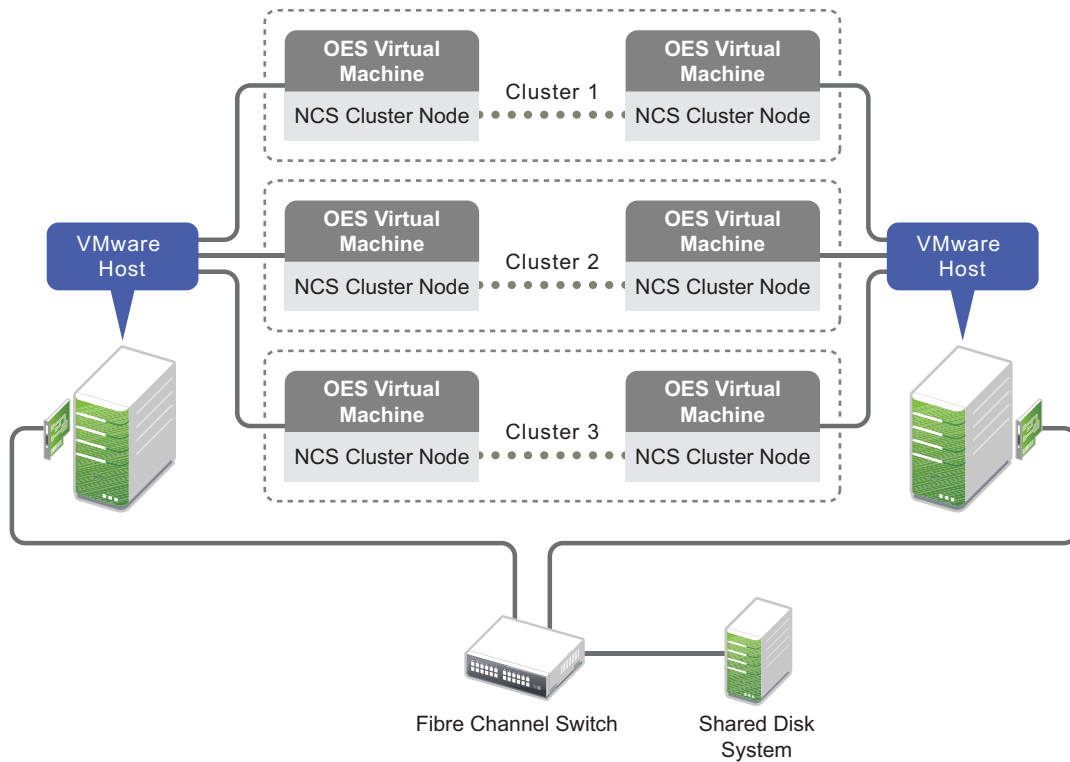 OES Virtual
Machine
NCS Cluster Node
Cluster 1
OES Virtual
Machine
NCS Cluster Node
VMware
Host
OES Virtual
Machine
NCS Cluster Node
Cluster 2
OES Virtual
Machine
NCS Cluster Node
VMware
Host
OES Virtual
Machine
NCS Cluster Node
Cluster 3
OES Virtual
Machine
NCS Cluster Node
Fibre Channel Switch
Shared Disk
System